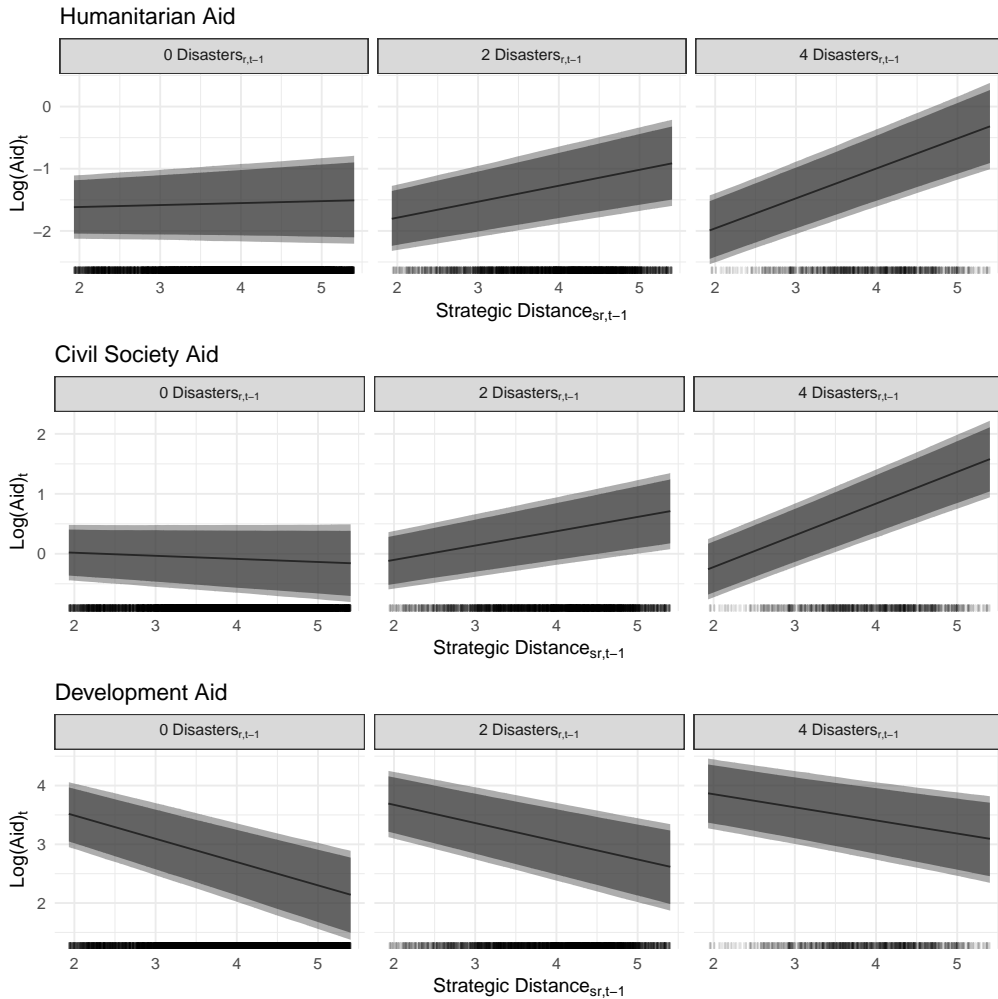 Humanitarian Aid
0 Disasters r,t−1 2 Disasters r,t−1 4 Disasters r,t−1
Log(Aid)t
0
−1
−2
2 3 4 5 2 3 4 5 2 3 4 5
Strategic Distance sr,t−1
Civil Society Aid
0 Disasters r,t−1 2 Disasters r,t−1 4 Disasters r,t−1
Log(Aid)t
2
1
0
2 3 4 5 2 3 4 5 2 3 4 5
Strategic Distance sr,t−1
Development Aid
0 Disasters r,t−1 2 Disasters r,t−1 4 Disasters r,t−1
Log(Aid)t
4
3
2
2 3 4 5 2 3 4 5 2 3 4 5
Strategic Distance sr,t−1